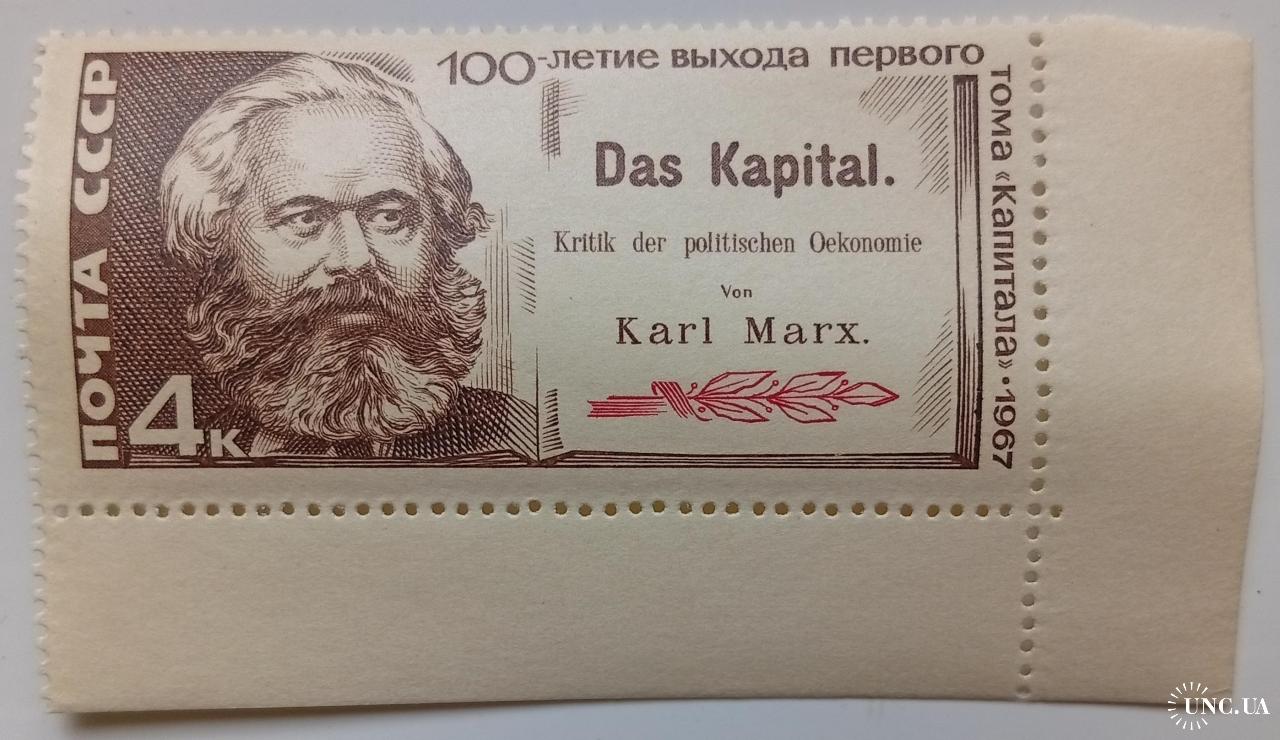 ПОЧТА СССР
4к
100-летие выхода первого
тома «Капитала»·1967
Das Kapital.
Kritik der politischen Oekonomie
Von
Karl Marx.
UNC.UA